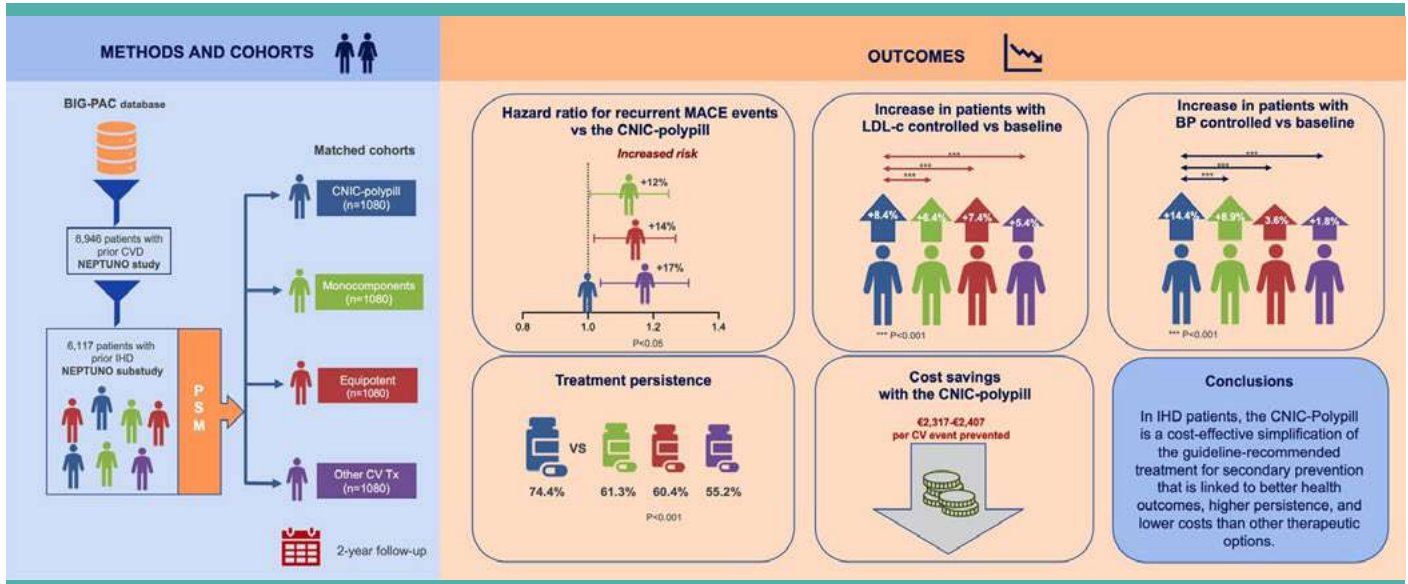 METHODS AND COHORTS
BIG-PAC database
8,946 patients with
prior CVD
NEPTUNO study
6,117 patients with
prior IHD
NEPTUNO substudy
P
S
M
Matched cohorts
CNIC-polypill
(n=1080)
Monocomponents
(n=1080)
Equipotent
(n=1080)
Other CV Tx
(n=1080)
2-year follow-up
OUTCOMES
Hazard ratio for recurrent MACE events
vs the CNIC-polypill
Increased risk
+12%
+14%
+17%
0.8 1.0 1.2 1.4
P<0.05
Increase in patients with
LDL-c controlled vs baseline
***
***
***
+8.4% +6.4% +7.4% +5.4%
*** P<0.001
Increase in patients with
BP controlled vs baseline
***
***
***
+14.4% +8.9% 3.6% +1.8%
*** P<0.001
Treatment persistence
VS
74.4% 61.3% 60.4% 55.2%
P<0.001
Cost savings
with the CNIC-polypill
€2,317-€2,407
per CV event prevented
Conclusions
In IHD patients, the CNIC-Polypill
is a cost-effective simplification of
the guideline-recommended
treatment for secondary prevention
that is linked to better health
outcomes, higher persistence, and
lower costs than other therapeutic
options.